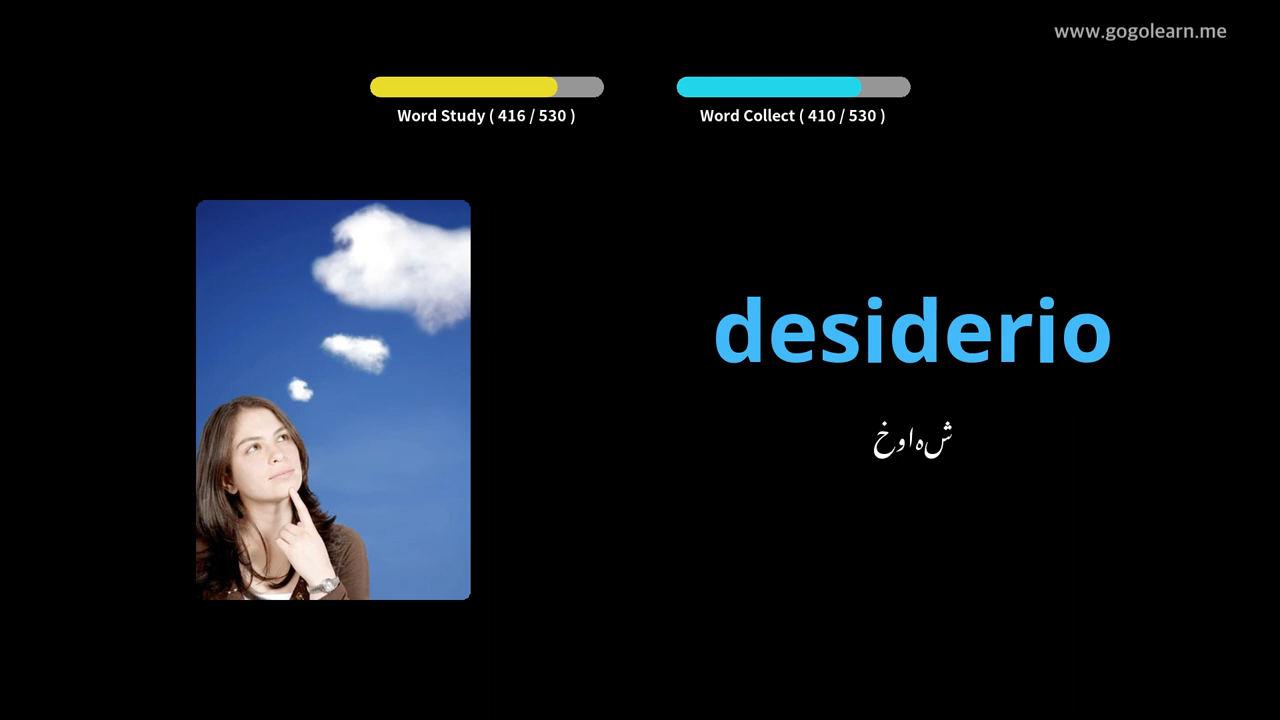 www.gogolearn.me
Word Study ( 416 / 530 )
Word Collect ( 410 / 530 )
desiderio
شہاوخ